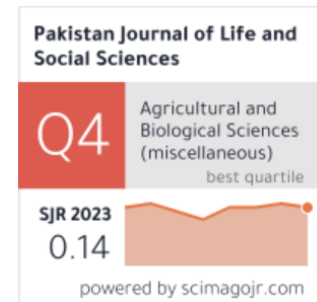 Pakistan Journal of Life and
Social Sciences
Q4
Agricultural and
Biological Sciences
(miscellaneous)
best quartile
SJR 2023
0.14
powered by scimagojr.com